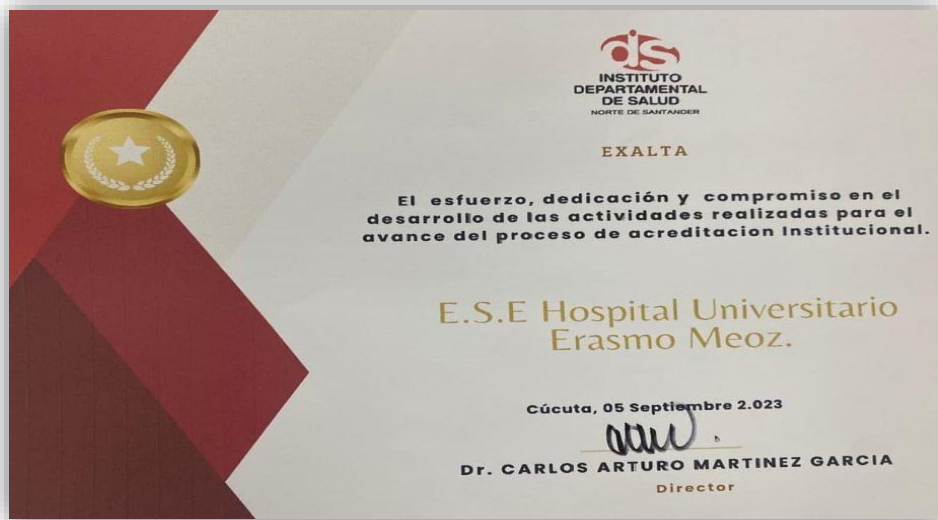 ids
INSTITUTO
DEPARTAMENTAL
DE SALUD
NORTE DE SANTANDER
EXALTA
El esfuerzo, dedicación y compromiso en el
desarrollo de las actividades realizadas para el
avance del proceso de acreditacion Institucional.
E.S.E Hospital Universitario
Erasmo Meoz.
Cúcuta, 05 Septiembre 2.023
Dr. CARLOS ARTURO MARTINEZ GARCIA
Director